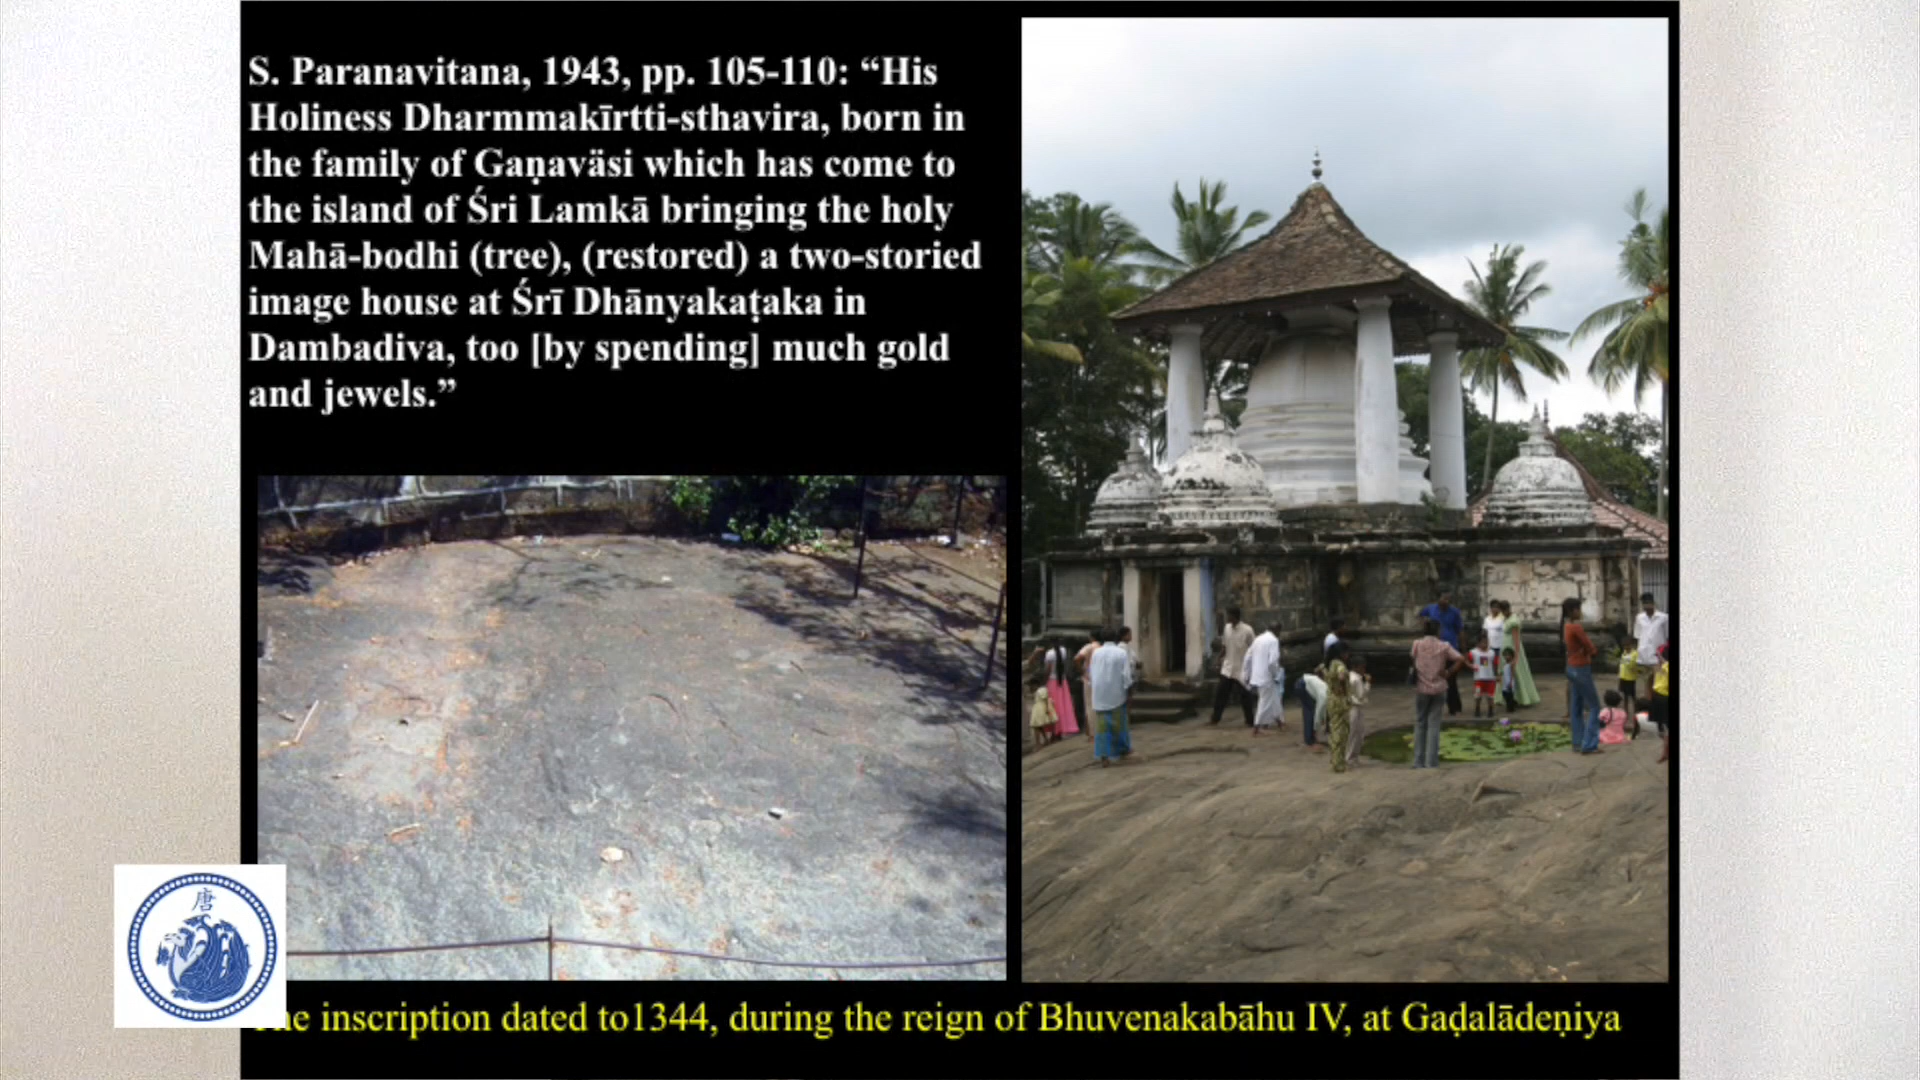 S. Paranavitana, 1943, pp. 105-110: “His
Holiness Dharmmakīrtti-sthavira, born in
the family of Gaṇaväsi which has come to
the island of Śri Lamkā bringing the holy
Mahā-bodhi (tree), (restored) a two-storied
image house at Śrī Dhānyakaṭaka in
Dambadiva, too [by spending] much gold
and jewels.”
唐
The inscription dated to1344, during the reign of Bhuvenakabāhu IV, at Gaḍalādeṇiya